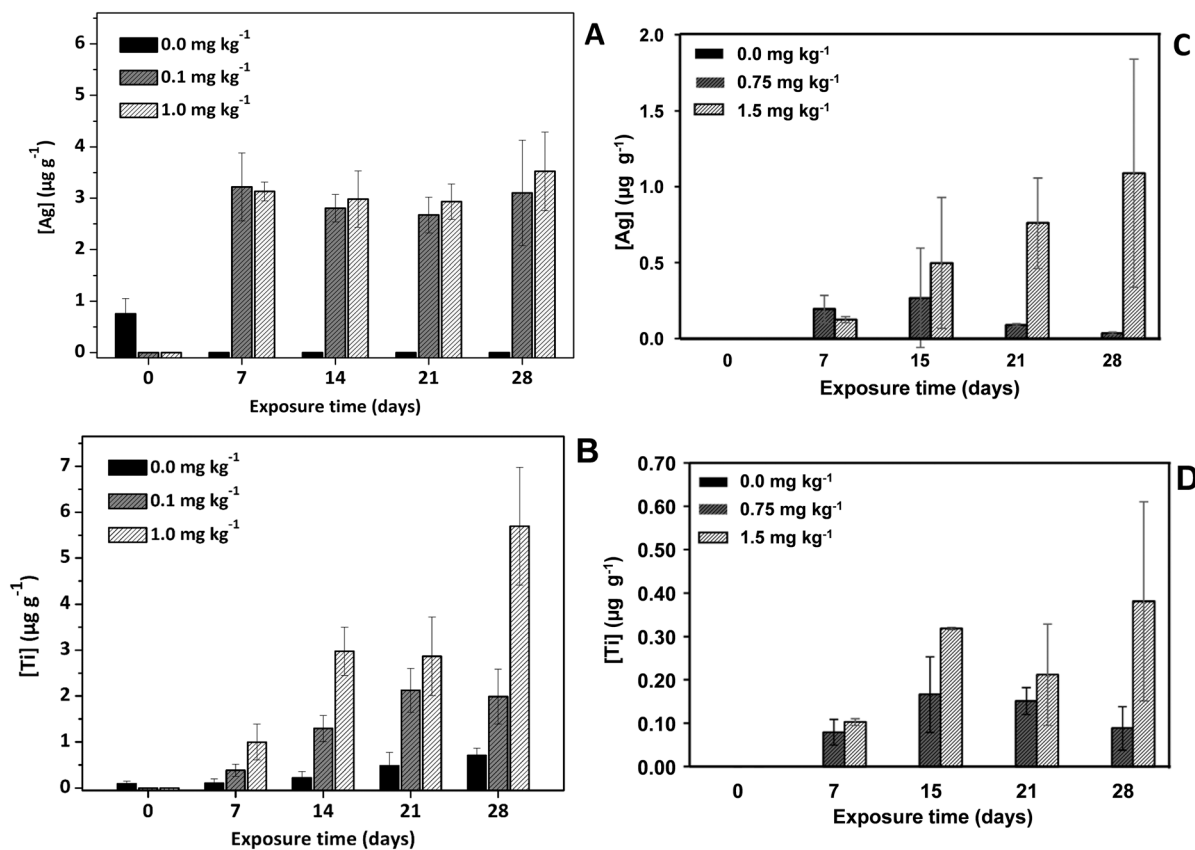 A
0.0 mg kg⁻¹
0.1 mg kg⁻¹
1.0 mg kg⁻¹
[Ag] (µg g⁻¹)
6
5
4
3
2
1
0
0 7 14 21 28
Exposure time (days)
C
0.0 mg kg⁻¹
0.75 mg kg⁻¹
1.5 mg kg⁻¹
[Ag] (µg g⁻¹)
2.0
1.5
1.0
0.5
0.0
0 7 15 21 28
Exposure time (days)
B
0.0 mg kg⁻¹
0.1 mg kg⁻¹
1.0 mg kg⁻¹
[Ti] (µg g⁻¹)
7
6
5
4
3
2
1
0
0 7 14 21 28
Exposure time (days)
D
0.0 mg kg⁻¹
0.75 mg kg⁻¹
1.5 mg kg⁻¹
[Ti] (µg g⁻¹)
0.70
0.60
0.50
0.40
0.30
0.20
0.10
0.00
0 7 15 21 28
Exposure time (days)